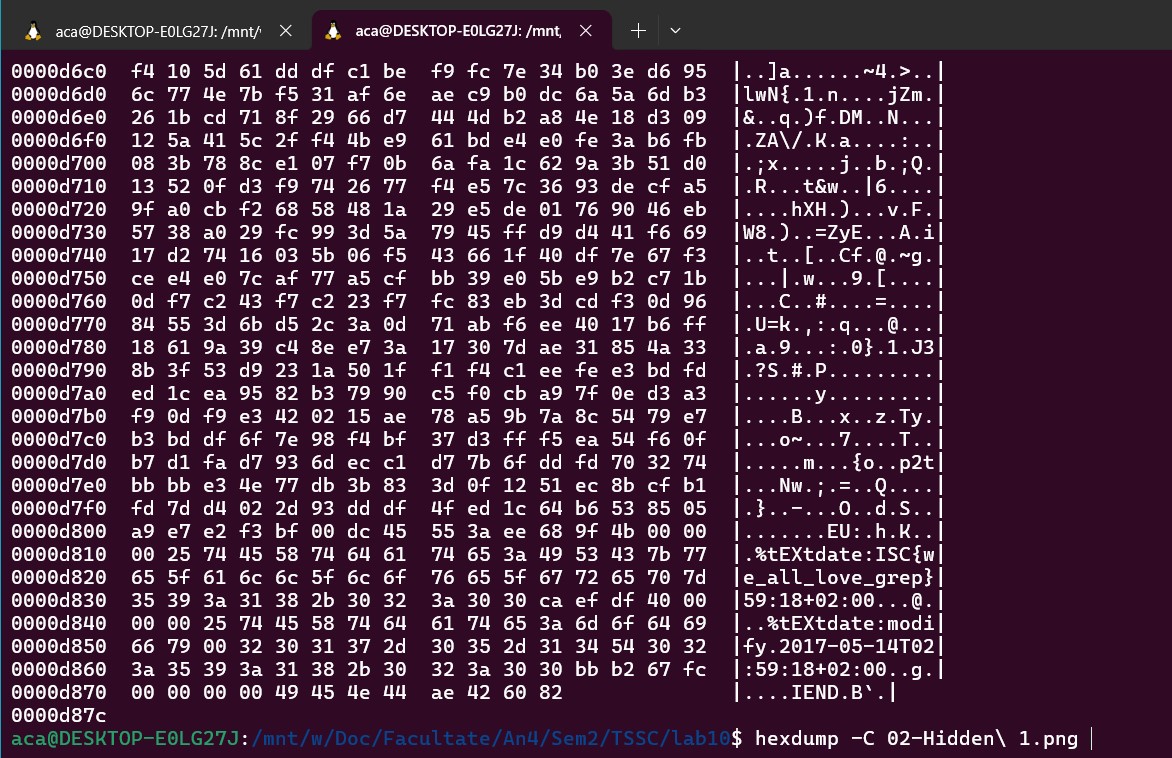 aca@DESKTOP-E0LG27J: /mnt/
aca@DESKTOP-E0LG27J: /mnt,
0000d6c0  f4 10 5d 61 dd df c1 be  f9 fc 7e 34 b0 3e d6 95  |..]a......~4.>..|
0000d6d0  6c 77 4e 7b f5 31 af 6e  ae c9 b0 dc 6a 5a 6d b3  |lwN{.1.n....jZm.|
0000d6e0  26 1b cd 71 8f 29 66 d7  44 4d b2 a8 4e 18 d3 09  |&..q.)f.DM..N...|
0000d6f0  12 5a 41 5c 2f f4 4b e9  61 bd e4 e0 fe 3a b6 fb  |.ZA\/.K.a....:..|
0000d700  08 3b 78 8c e1 07 f7 0b  6a fa 1c 62 9a 3b 51 d0  |.;x.....j..b.;Q.|
0000d710  13 52 0f d3 f9 74 26 77  f4 e5 7c 36 93 de cf a5  |.R...t&w..|6....|
0000d720  9f a0 cb f2 68 58 48 1a  29 e5 de 01 76 90 46 eb  |....hXH.)...v.F.|
0000d730  57 38 a0 29 fc 99 3d 5a  79 45 ff d9 d4 41 f6 69  |W8.)..=ZyE...A.i|
0000d740  17 d2 74 16 03 5b 06 f5  43 66 1f 40 df 7e 67 f3  |..t..[..Cf.@.~g.|
0000d750  ce e4 e0 7c af 77 a5 cf  bb 39 e0 5b e9 b2 c7 1b  |...|.w...9.[....|
0000d760  0d f7 c2 43 f7 c2 23 f7  fc 83 eb 3d cd f3 0d 96  |...C..#....=....|
0000d770  84 55 3d 6b d5 2c 3a 0d  71 ab f6 ee 40 17 b6 ff  |.U=k.,:.q...@...|
0000d780  18 61 9a 39 c4 8e e7 3a  17 30 7d ae 31 85 4a 33  |.a.9...:.0}.1.J3|
0000d790  8b 3f 53 d9 23 1a 50 1f  f1 f4 c1 ee fe e3 bd fd  |.?S.#.P.........|
0000d7a0  ed 1c ea 95 82 b3 79 90  c5 f0 cb a9 7f 0e d3 a3  |......y.........|
0000d7b0  f9 0d f9 e3 42 02 15 ae  78 a5 9b 7a 8c 54 79 e7  |....B...x..z.Ty.|
0000d7c0  b3 bd df 6f 7e 98 f4 bf  37 d3 ff f5 ea 54 f6 0f  |...o~...7....T..|
0000d7d0  b7 d1 fa d7 93 6d ec c1  d7 7b 6f dd fd 70 32 74  |.....m...{o..p2t|
0000d7e0  bb bb e3 4e 77 db 3b 83  3d 0f 12 51 ec 8b cf b1  |...Nw.;.=..Q....|
0000d7f0  fd 7d d4 02 2d 93 dd df  4f ed 1c 64 b6 53 85 05  |.}..-...O..d.S..|
0000d800  a9 e7 e2 f3 bf 00 dc 45  55 3a ee 68 9f 4b 00 00  |.......EU:.h.K..|
0000d810  00 25 74 45 58 74 64 61  74 65 3a 49 53 43 7b 77  |.%tEXtdate:ISC{w|
0000d820  65 5f 61 6c 6c 5f 6c 6f  76 65 5f 67 72 65 70 7d  |e_all_love_grep}|
0000d830  35 39 3a 31 38 2b 30 32  3a 30 30 ca ef df 40 00  |59:18+02:00...@.|
0000d840  00 00 25 74 45 58 74 64  61 74 65 3a 6d 6f 64 69  |..%tEXtdate:modi|
0000d850  66 79 00 32 30 31 37 2d  30 35 2d 31 34 54 30 32  |fy.2017-05-14T02|
0000d860  3a 35 39 3a 31 38 2b 30  32 3a 30 30 bb b2 67 fc  |:59:18+02:00..g.|
0000d870  00 00 00 00 49 45 4e 44  ae 42 60 82              |....IEND.B`.|
0000d87c
aca@DESKTOP-E0LG27J:/mnt/w/Doc/Facultate/An4/Sem2/TSSC/lab10$ hexdump -C 02-Hidden\ 1.png